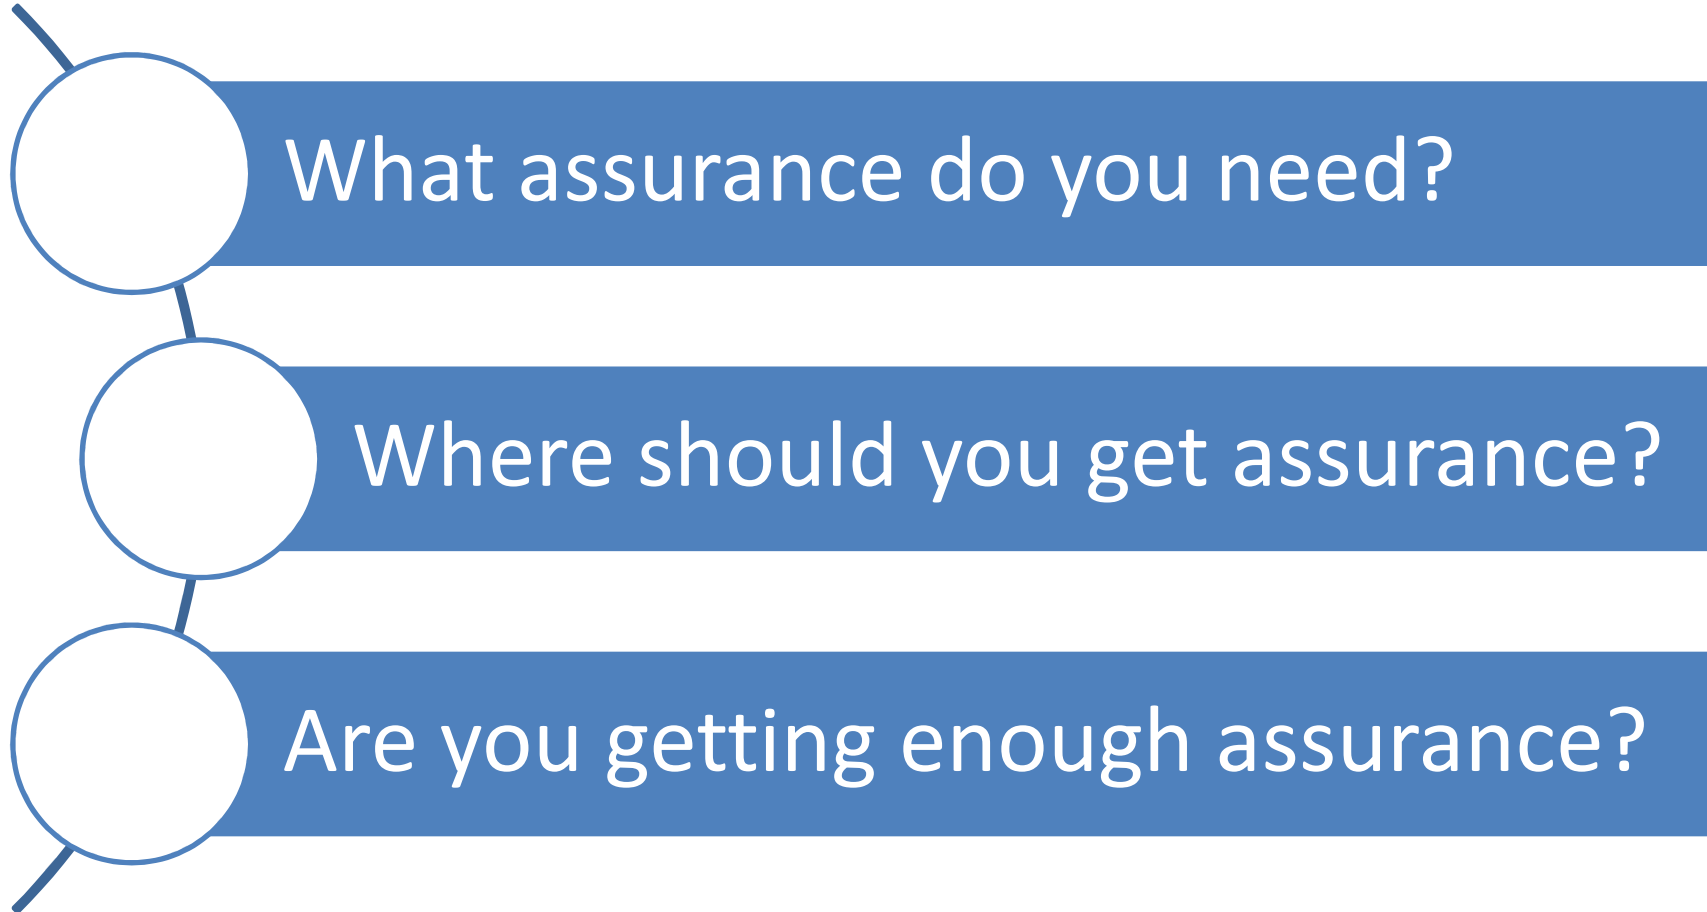 What assurance do you need?
Where should you get assurance?
Are you getting enough assurance?